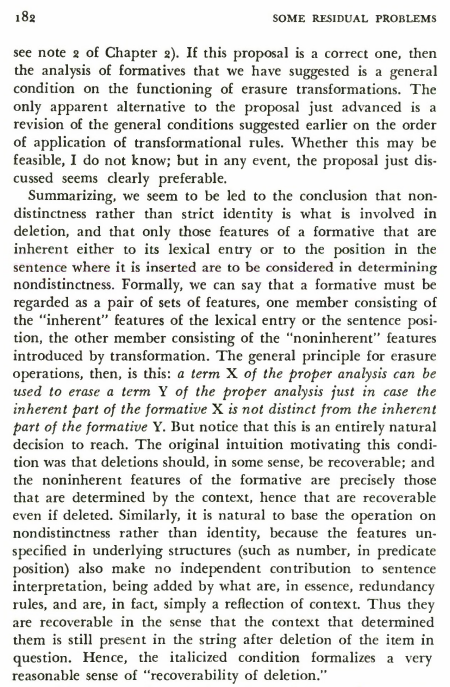 182 SOME RESIDUAL PROBLEMS
see note 2 of Chapter 2). If this proposal is a correct one, then
the analysis of formatives that we have suggested is a general
condition on the functioning of erasure transformations. The
only apparent alternative to the proposal just advanced is a
revision of the general conditions suggested earlier on the order
of application of transformational rules. Whether this may be
feasible, I do not know; but in any event, the proposal just dis-
cussed seems clearly preferable.
Summarizing, we seem to be led to the conclusion that non-
distinctness rather than strict identity is what is involved in
deletion, and that only those features of a formative that are
inherent either to its lexical entry or to the position in the
sentence where it is inserted are to be considered in determining
nondistinctness. Formally, we can say that a formative must be
regarded as a pair of sets of features, one member consisting of
the "inherent" features of the lexical entry or the sentence posi-
tion, the other member consisting of the "noninherent" features
introduced by transformation. The general principle for erasure
operations, then, is this: a term X of the proper analysis can be
used to erase a term Y of the proper analysis just in case the
inherent part of the formative X is not distinct from the inherent
part of the formative Y. But notice that this is an entirely natural
decision to reach. The original intuition motivating this condi-
tion was that deletions should, in some sense, be recoverable; and
the noninherent features of the formative are precisely those
that are determined by the context, hence that are recoverable
even if deleted. Similarly, it is natural to base the operation on
nondistinctness rather than identity, because the features un-
specified in underlying structures (such as number, in predicate
position) also make no independent contribution to sentence
interpretation, being added by what are, in essence, redundancy
rules, and are, in fact, simply a reflection of context. Thus they
are recoverable in the sense that the context that determined
them is still present in the string after deletion of the item in
question. Hence, the italicized condition formalizes a very
reasonable sense of "recoverability of deletion."